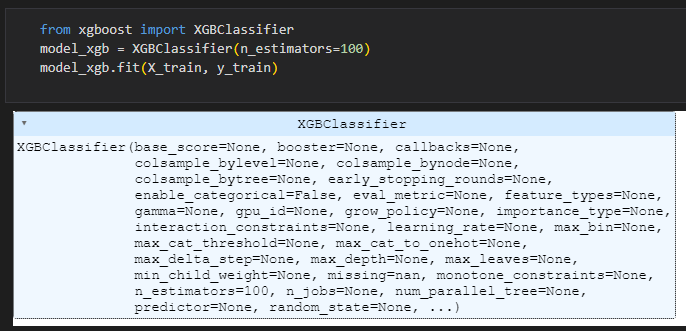 from xgboost import XGBClassifier
model_xgb = XGBClassifier(n_estimators=100)
model_xgb.fit(X_train, y_train)
XGBClassifier
XGBClassifier(base_score=None, booster=None, callbacks=None,
colsample_bylevel=None, colsample_bynode=None,
colsample_bytree=None, early_stopping_rounds=None,
enable_categorical=False, eval_metric=None, feature_types=None,
gamma=None, gpu_id=None, grow_policy=None, importance_type=None,
interaction_constraints=None, learning_rate=None, max_bin=None,
max_cat_threshold=None, max_cat_to_onehot=None,
max_delta_step=None, max_depth=None, max_leaves=None,
min_child_weight=None, missing=nan, monotone_constraints=None,
n_estimators=100, n_jobs=None, num_parallel_tree=None,
predictor=None, random_state=None, ...)